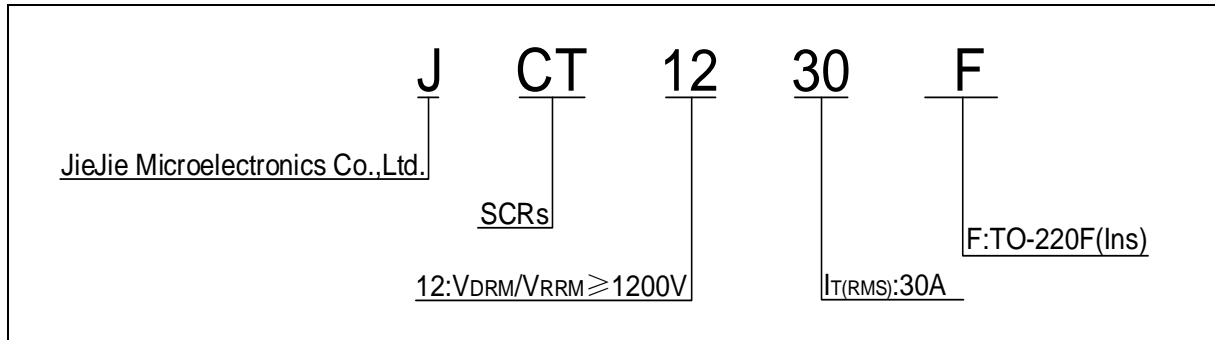 J CT 12 30 F
JieJie Microelectronics Co.,Ltd.
SCRs
F:TO-220F(Ins)
12:VDRM/VRRM≥1200V
IT(RMS):30A